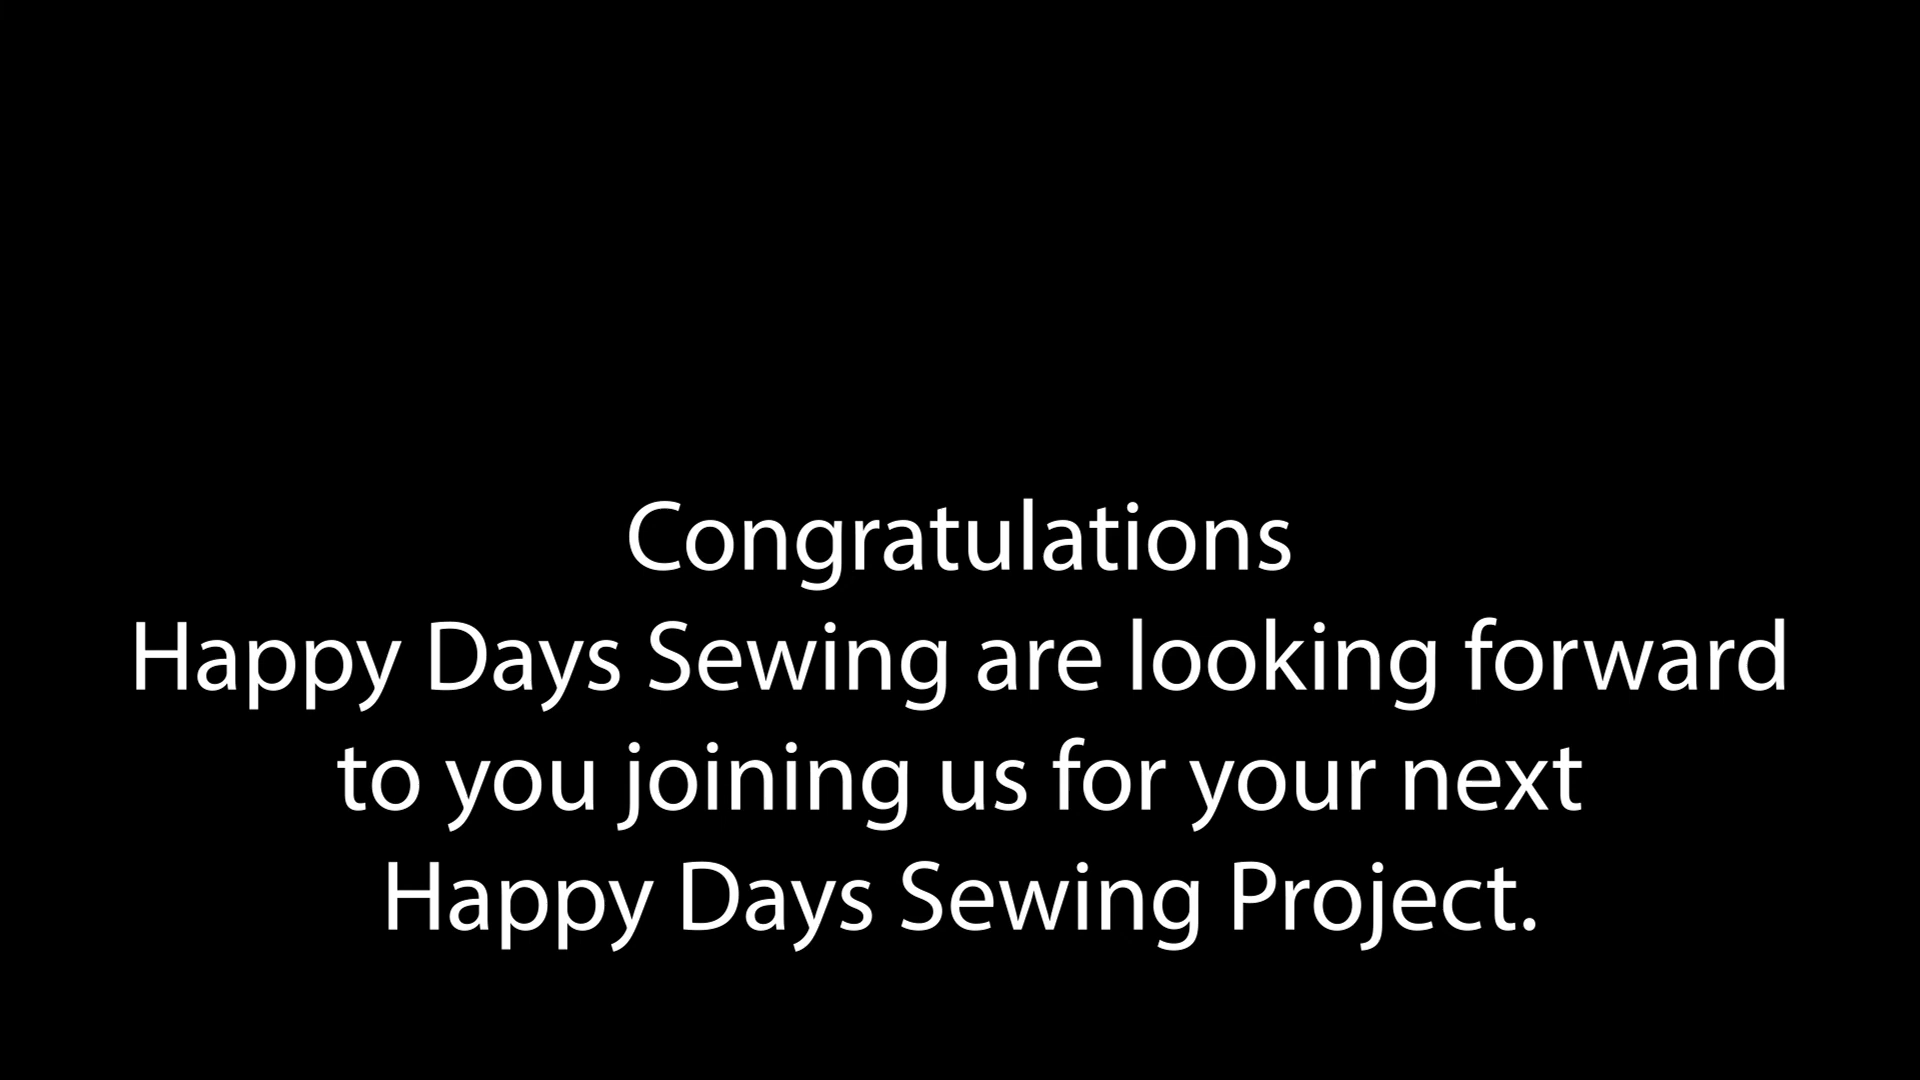 Congratulations
Happy Days Sewing are looking forward
to you joining us for your next
Happy Days Sewing Project.